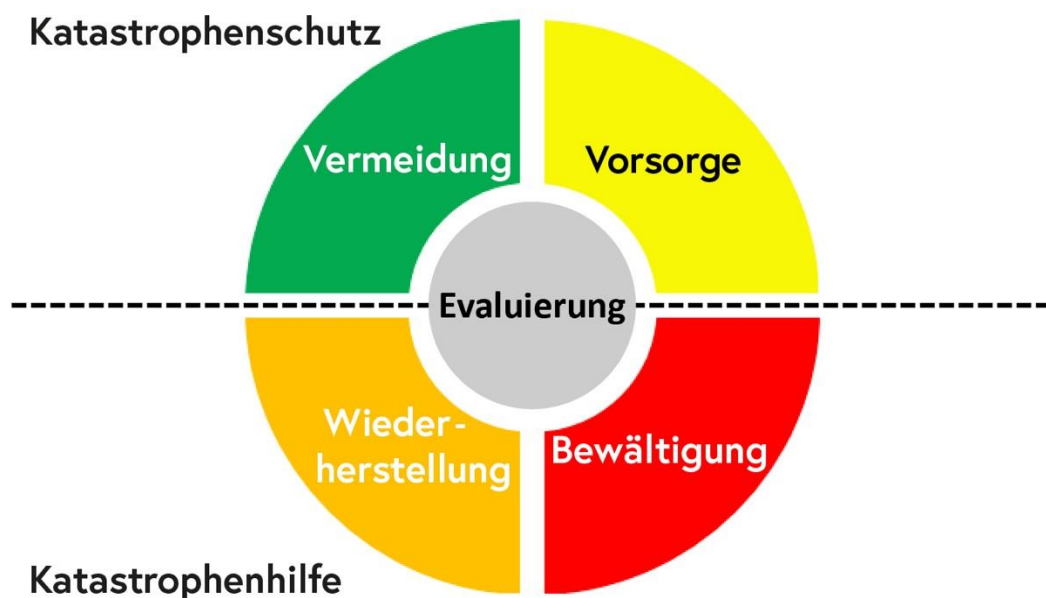 Katastrophenschutz
Vermeidung
Vorsorge
Evaluierung
Wieder-
herstellung
Bewältigung
Katastrophenhilfe